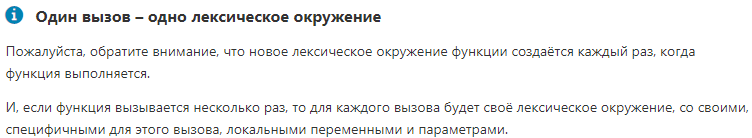 Один вызов – одно лексическое окружение
Пожалуйста, обратите внимание, что новое лексическое окружение функции создаётся каждый раз, когда
функция выполняется.
И, если функция вызывается несколько раз, то для каждого вызова будет своё лексическое окружение, со своими,
специфичными для этого вызова, локальными переменными и параметрами.